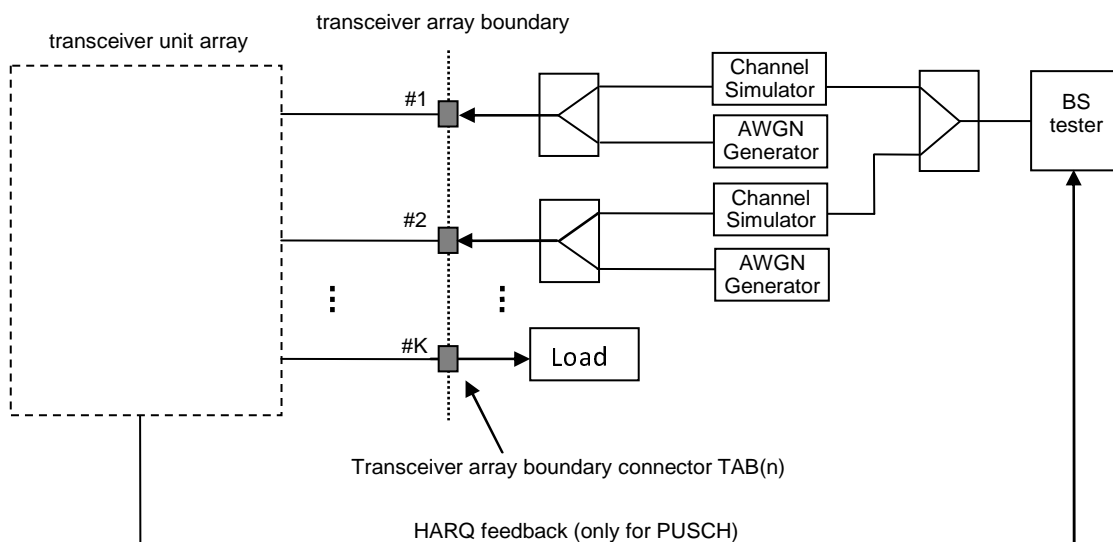 transceiver array boundary
transceiver unit array
#1
Channel
Simulator
AWGN
Generator
BS
tester
#2
Channel
Simulator
AWGN
Generator
...
...
#K
Load
Transceiver array boundary connector TAB(n)
HARQ feedback (only for PUSCH)